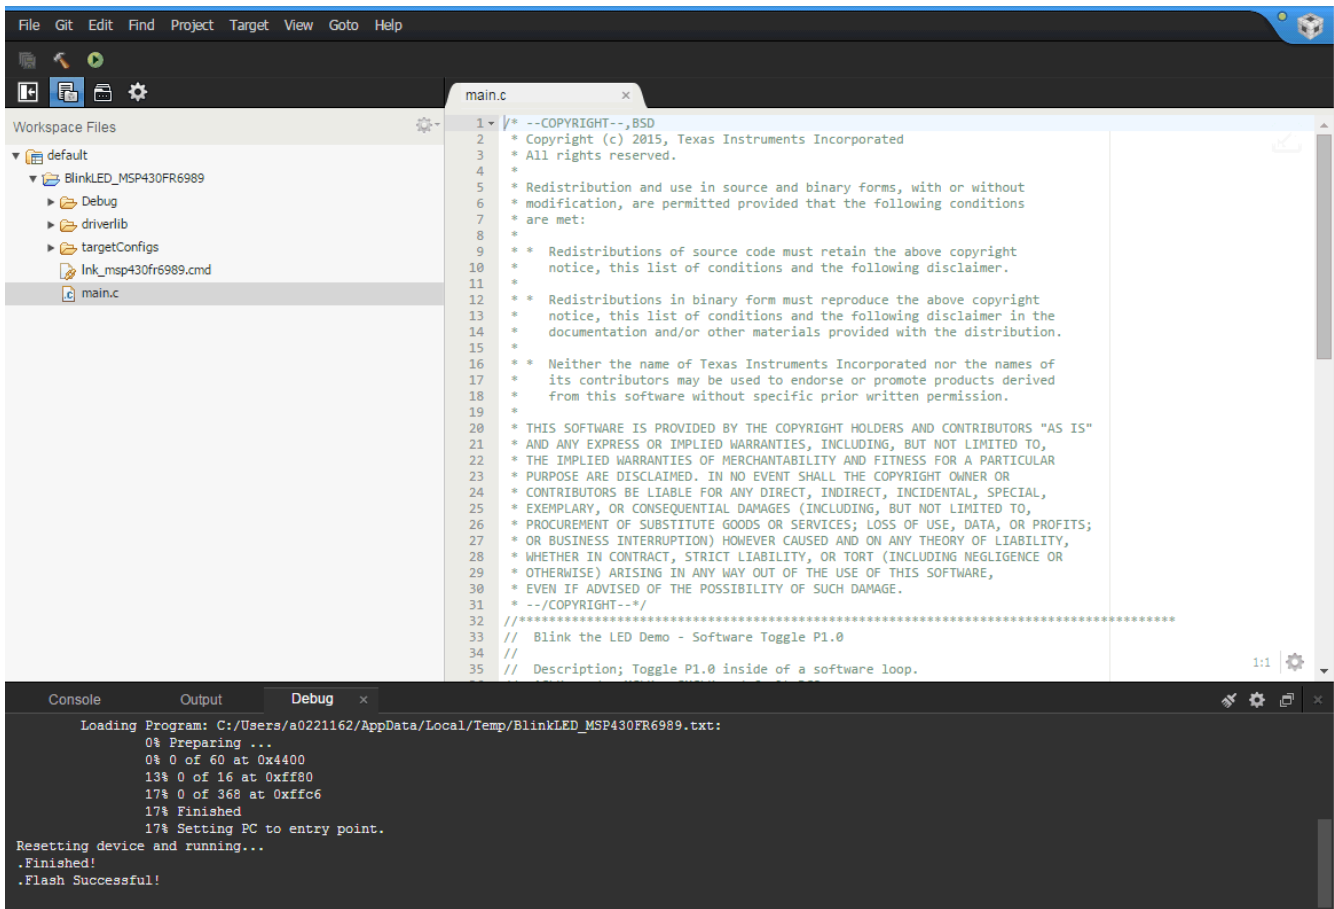 File Git Edit Find Project Target View Goto Help
main.c ×
Workspace Files
default
BlinkLED_MSP430FR6989
Debug
driverlib
targetConfigs
lnk_msp430fr6989.cmd
main.c
1 /* --COPYRIGHT--,BSD
2 * Copyright (c) 2015, Texas Instruments Incorporated
3 * All rights reserved.
4 *
5 * Redistribution and use in source and binary forms, with or without
6 * modification, are permitted provided that the following conditions
7 * are met:
8 *
9 * * Redistributions of source code must retain the above copyright
10 * notice, this list of conditions and the following disclaimer.
11 *
12 * * Redistributions in binary form must reproduce the above copyright
13 * notice, this list of conditions and the following disclaimer in the
14 * documentation and/or other materials provided with the distribution.
15 *
16 * * Neither the name of Texas Instruments Incorporated nor the names of
17 * its contributors may be used to endorse or promote products derived
18 * from this software without specific prior written permission.
19 *
20 * THIS SOFTWARE IS PROVIDED BY THE COPYRIGHT HOLDERS AND CONTRIBUTORS "AS IS"
21 * AND ANY EXPRESS OR IMPLIED WARRANTIES, INCLUDING, BUT NOT LIMITED TO,
22 * THE IMPLIED WARRANTIES OF MERCHANTABILITY AND FITNESS FOR A PARTICULAR
23 * PURPOSE ARE DISCLAIMED. IN NO EVENT SHALL THE COPYRIGHT OWNER OR
24 * CONTRIBUTORS BE LIABLE FOR ANY DIRECT, INDIRECT, INCIDENTAL, SPECIAL,
25 * EXEMPLARY, OR CONSEQUENTIAL DAMAGES (INCLUDING, BUT NOT LIMITED TO,
26 * PROCUREMENT OF SUBSTITUTE GOODS OR SERVICES; LOSS OF USE, DATA, OR PROFITS;
27 * OR BUSINESS INTERRUPTION) HOWEVER CAUSED AND ON ANY THEORY OF LIABILITY,
28 * WHETHER IN CONTRACT, STRICT LIABILITY, OR TORT (INCLUDING NEGLIGENCE OR
29 * OTHERWISE) ARISING IN ANY WAY OUT OF THE USE OF THIS SOFTWARE,
30 * EVEN IF ADVISED OF THE POSSIBILITY OF SUCH DAMAGE.
31 * --/COPYRIGHT--*/
32 //******************************************************************************
33 // Blink the LED Demo - Software Toggle P1.0
34 //
35 // Description; Toggle P1.0 inside of a software loop.
1:1
Console Output Debug ×
Loading Program: C:/Users/a0221162/AppData/Local/Temp/BlinkLED_MSP430FR6989.txt:
0% Preparing ...
0% 0 of 60 at 0x4400
13% 0 of 16 at 0xff80
17% 0 of 368 at 0xffc6
17% Finished
17% Setting PC to entry point.
Resetting device and running...
.Finished!
.Flash Successful!